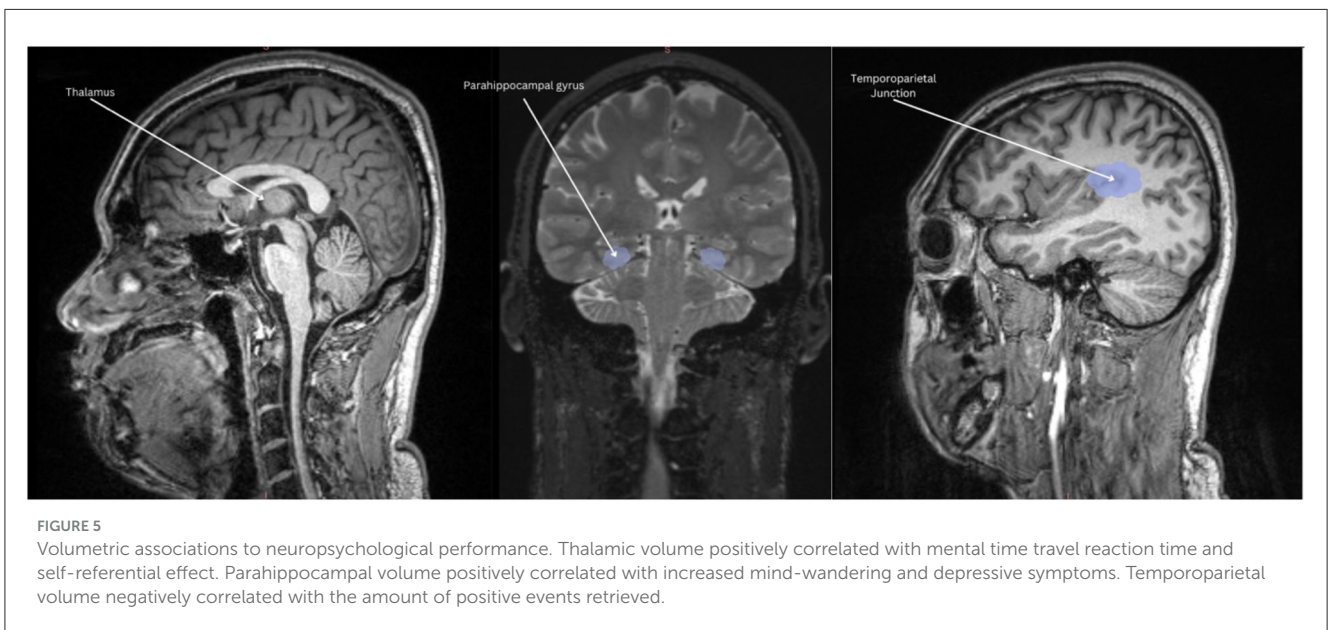 S
S
Thalamus
Parahippocampal gyrus
Temporoparietal
Junction
FIGURE 5
Volumetric associations to neuropsychological performance. Thalamic volume positively correlated with mental time travel reaction time and
self-referential effect. Parahippocampal volume positively correlated with increased mind-wandering and depressive symptoms. Temporoparietal
volume negatively correlated with the amount of positive events retrieved.